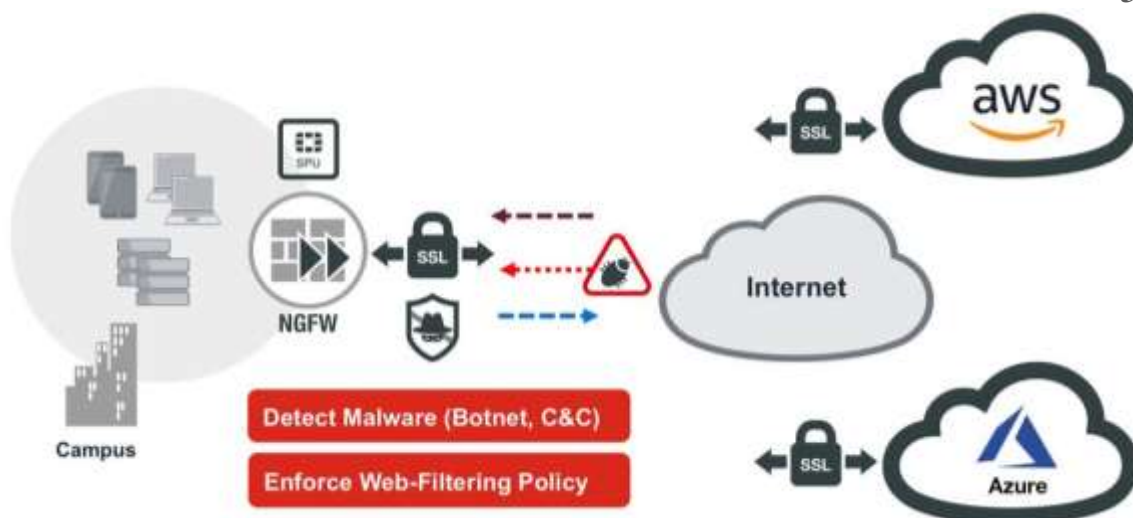 aws
SSL
SPU
SSL
Internet
NGFW
Detect Malware (Botnet, C&C)
Campus
Enforce Web-Filtering Policy
SSL
Azure